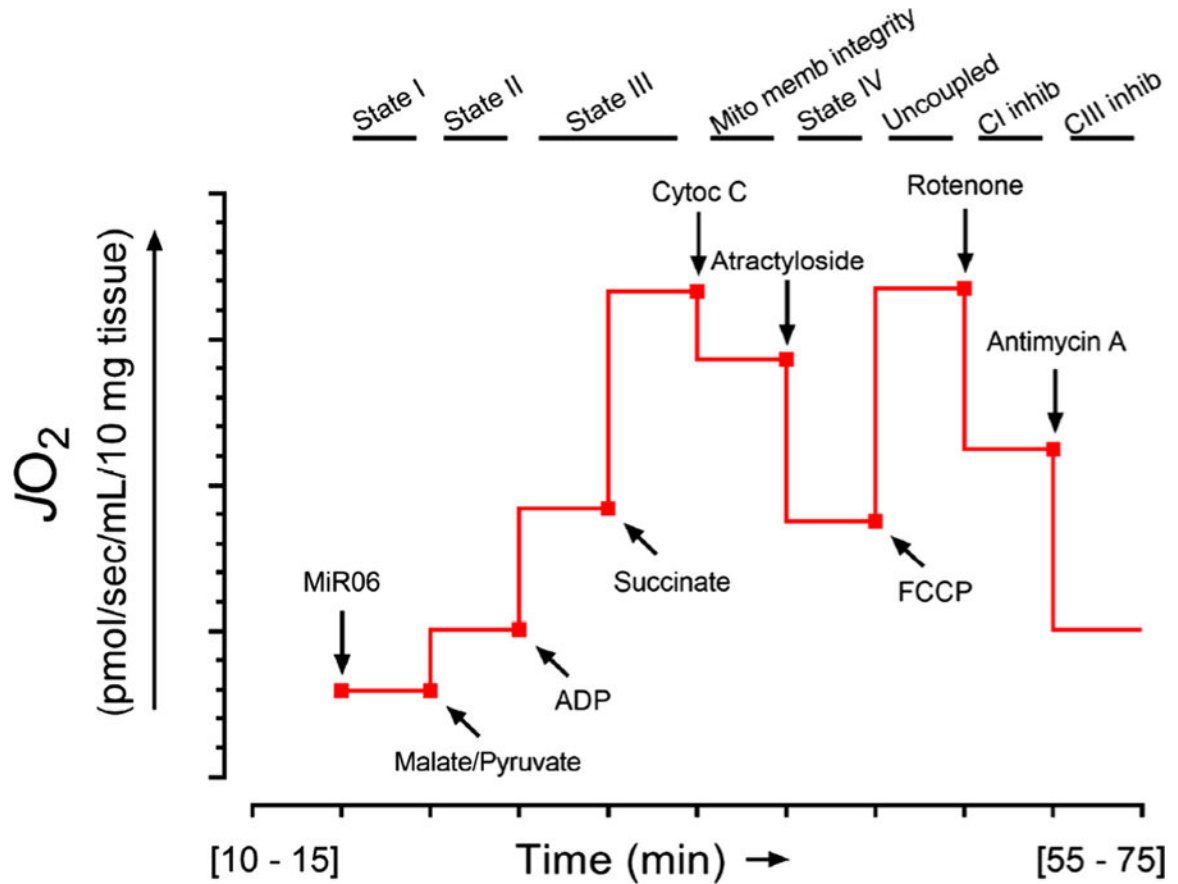 State I
State II
State III
Mito memb integrity
State IV
Uncoupled
CI inhib
CIII inhib
Cytoc C
Rotenone
Atractyloside
Antimycin A
MiR06
Succinate
FCCP
ADP
Malate/Pyruvate
JO2
(pmol/sec/mL/10 mg tissue)
[10 - 15]
Time (min)
[55 - 75]